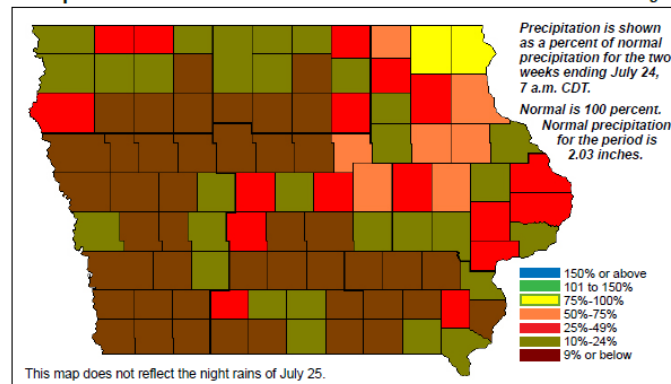 Precipitation is shown
as a percent of normal
precipitation for the two
weeks ending July 24,
7 a.m. CDT.
Normal is 100 percent.
Normal precipitation
for the period is
2.03 inches.
150% or above
101 to 150%
75%-100%
50%-75%
25%-49%
10%-24%
9% or below
This map does not reflect the night rains of July 25.